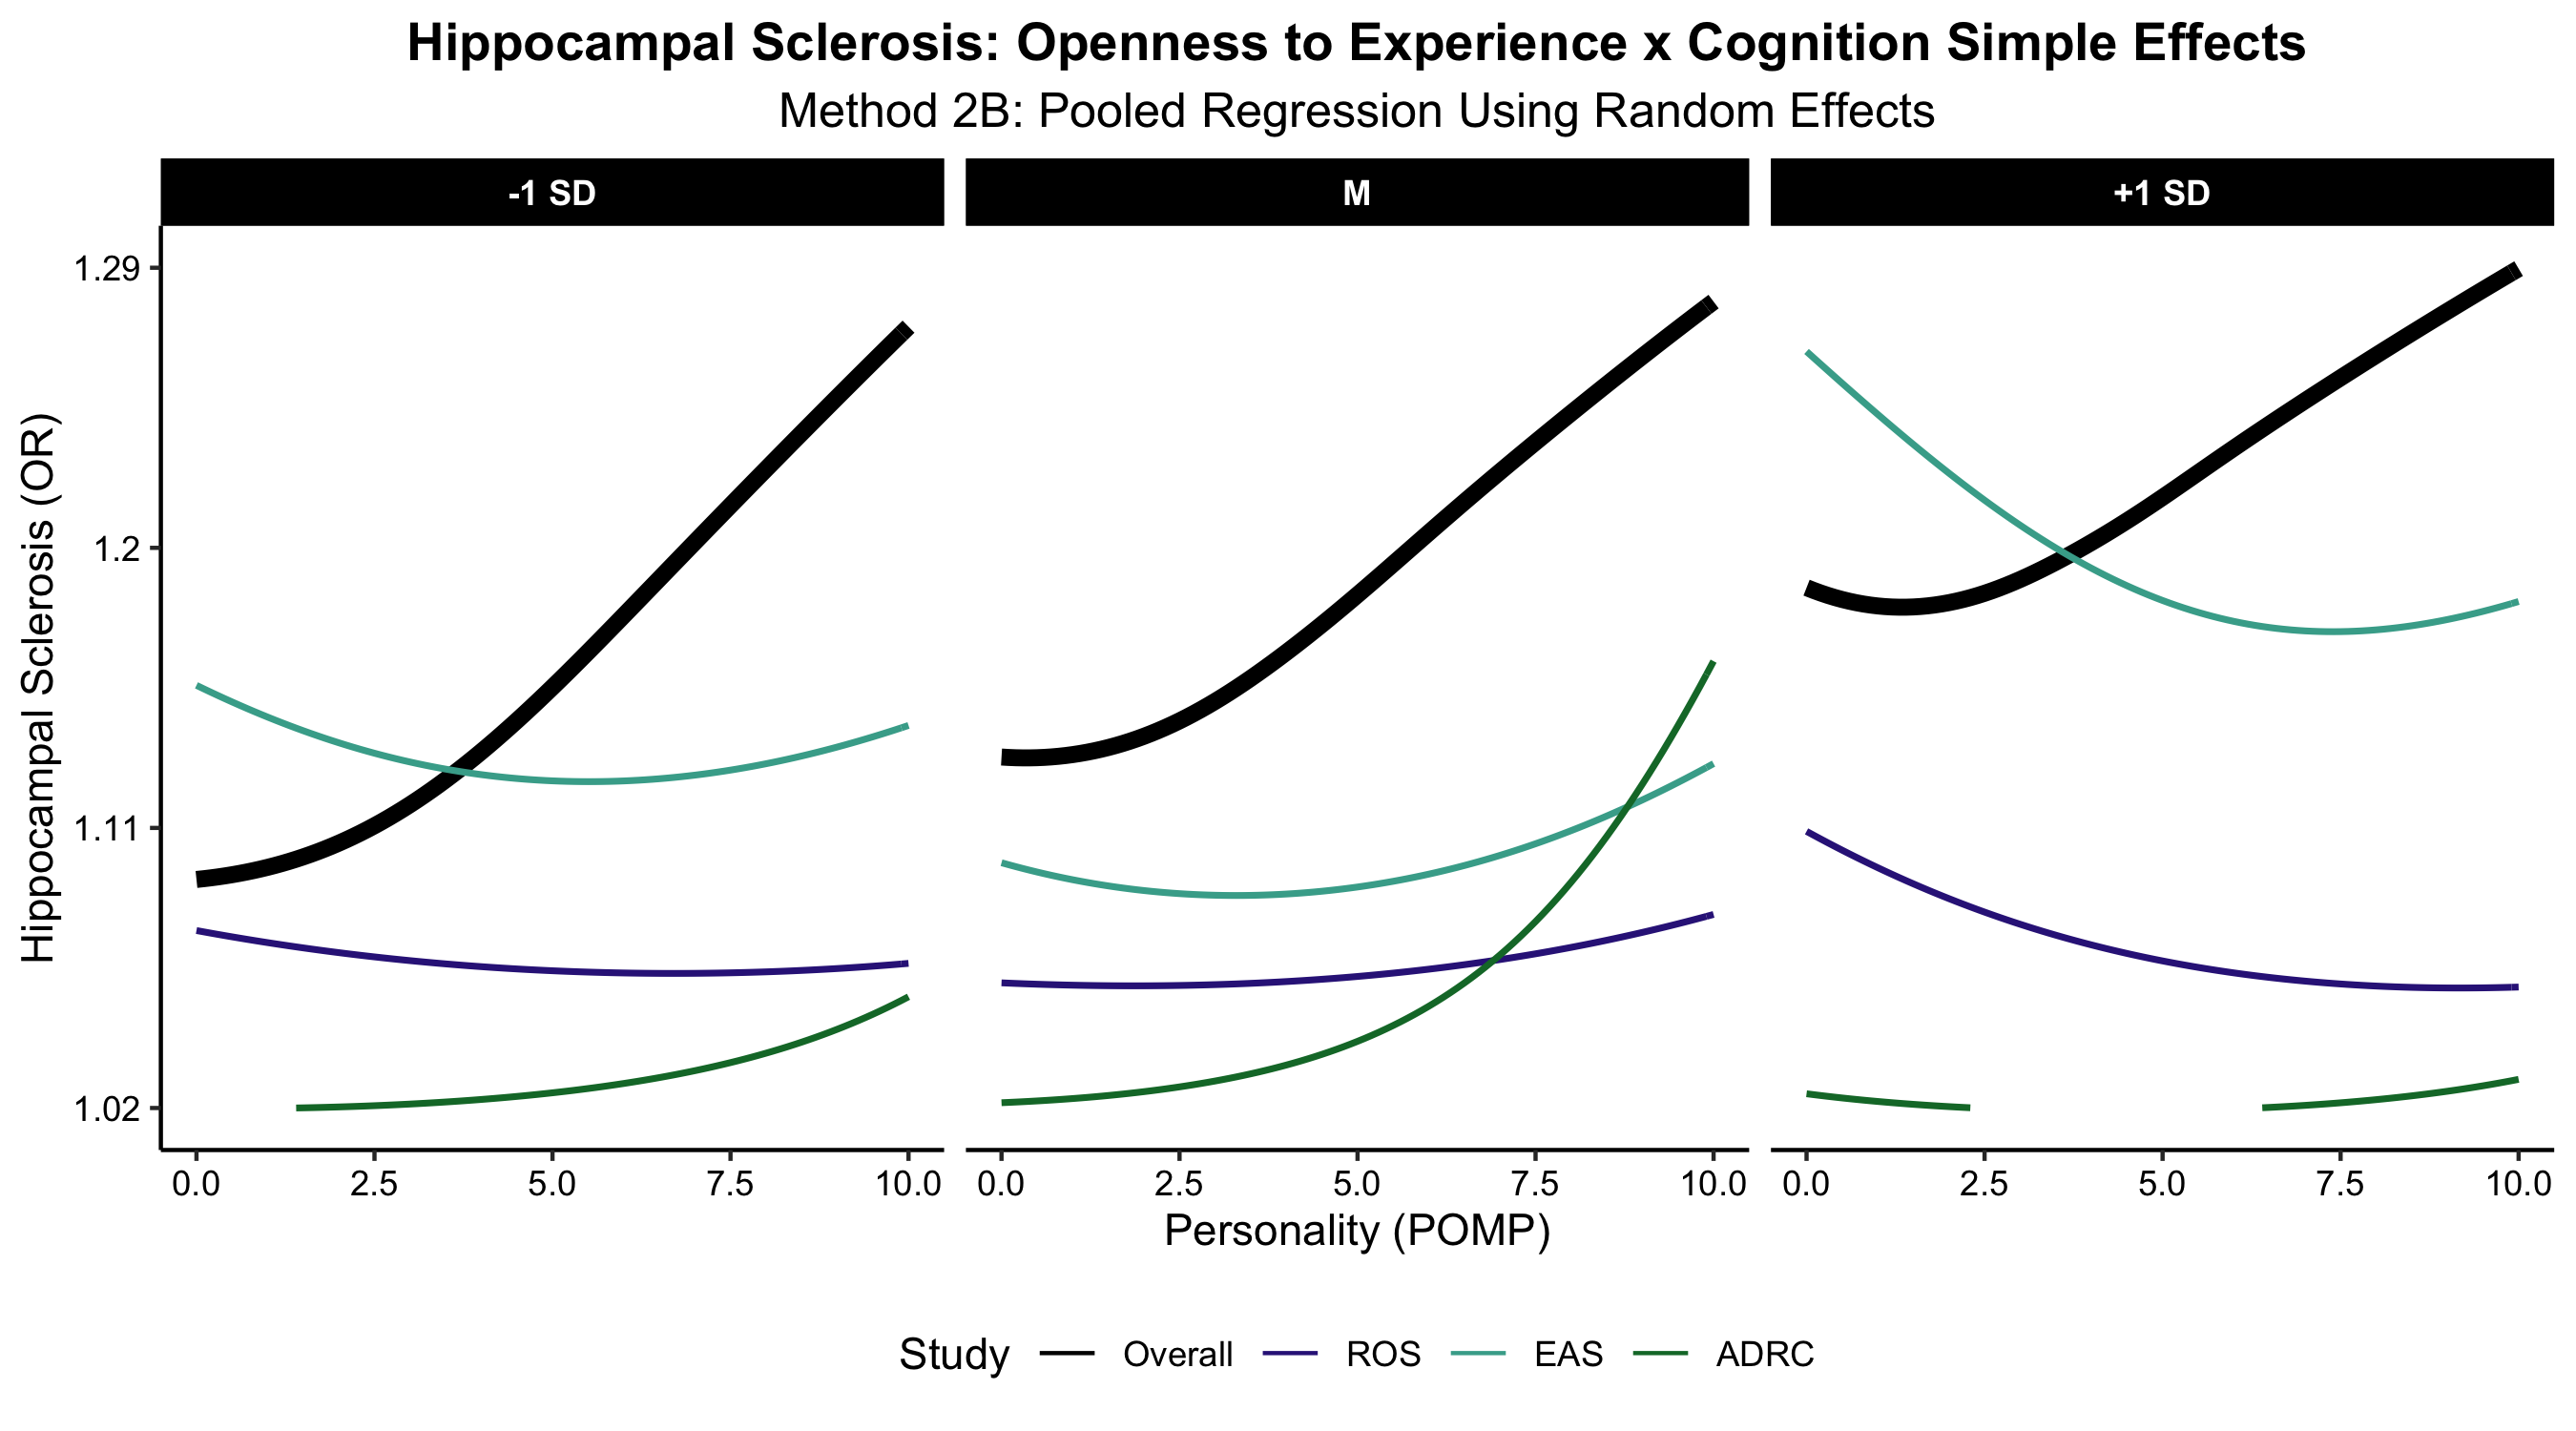 Hippocampal Sclerosis: Openness to Experience x Cognition Simple Effects
Method 2B: Pooled Regression Using Random Effects
-1 SD
M
+1 SD
Hippocampal Sclerosis (OR)
1.29
1.2
1.11
1.02
0.0 2.5 5.0 7.5 10.0
0.0 2.5 5.0 7.5 10.0
0.0 2.5 5.0 7.5 10.0
Personality (POMP)
Study Overall ROS EAS ADRC